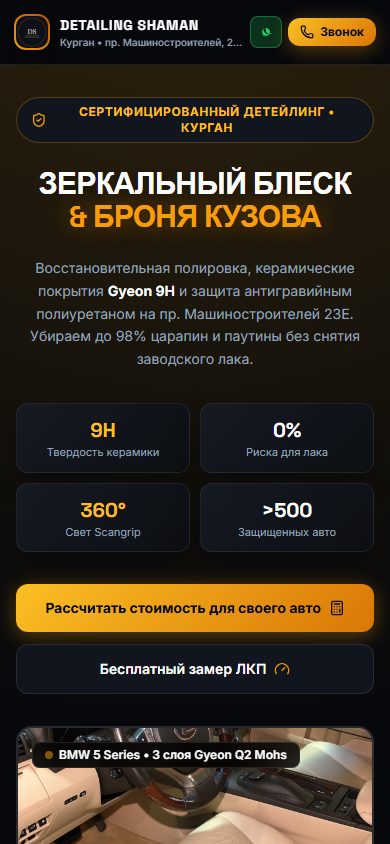 DS
DETAILING SHAMAN
Курган • пр. Машиностроителей, 2...
Звонок
СЕРТИФИЦИРОВАННЫЙ ДЕТЕЙЛИНГ •
КУРГАН
ЗЕРКАЛЬНЫЙ БЛЕСК
& БРОНЯ КУЗОВА
Восстановительная полировка, керамические
покрытия Gyeon 9H и защита антигравийным
полиуретаном на пр. Машиностроителей 23Е.
Убираем до 98% царапин и паутины без снятия
заводского лака.
9H
Твердость керамики
0%
Риска для лака
360°
Свет Scangrip
>500
Защищенных авто
Рассчитать стоимость для своего авто
Бесплатный замер ЛКП
BMW 5 Series • 3 слоя Gyeon Q2 Mohs